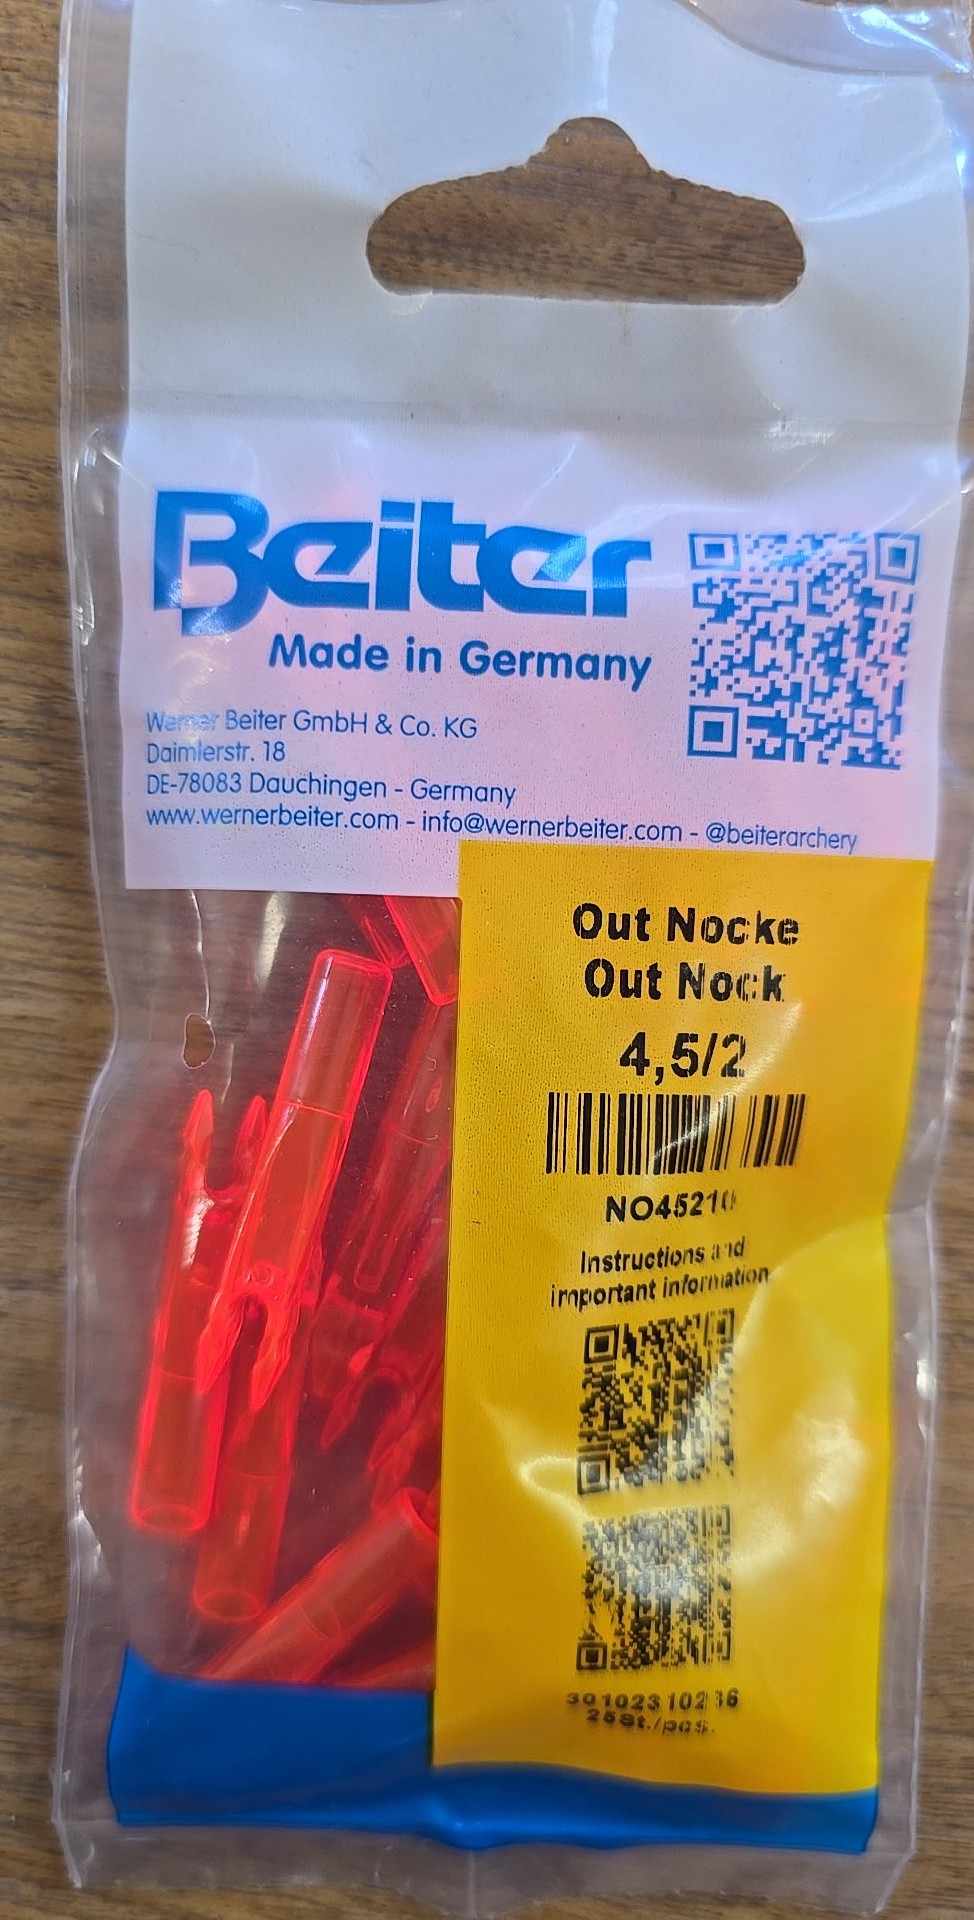 Beiter
Made in Germany
Werner Beiter GmbH & Co. KG
Daimlerstr. 18
DE-78083 Dauchingen - Germany
www.wernerbeiter.com - info@wernerbeiter.com - @beiterarchery
Out Nocke
Out Nock
4,5/2
Instructions and
important information
25St./pcs.